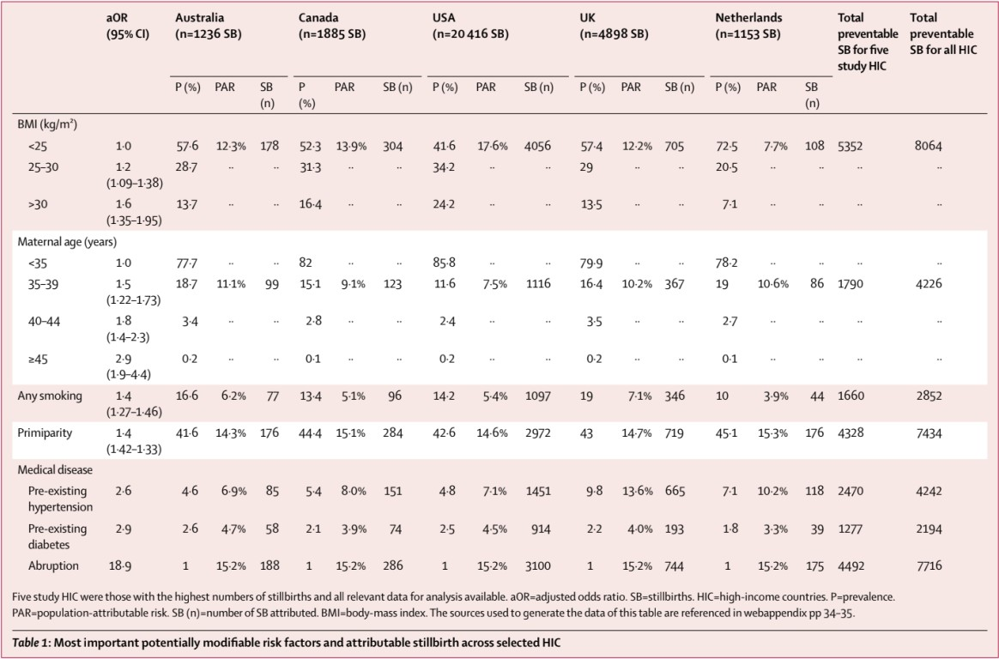 aOR Australia Canada USA UK Netherlands Total Total
(95% CI) (n=1236 SB) (n=1885 SB) (n=20 416 SB) (n=4898 SB) (n=1153 SB) preventable preventable
SB for five SB for all HIC
study HIC
P (%) PAR SB P PAR SB (n) P (%) PAR SB (n) P (%) PAR SB (n) P (%) PAR SB
(n) (%) (n)
BMI (kg/m²)
<25 1·0 57·6 12·3% 178 52·3 13·9% 304 41·6 17·6% 4056 57·4 12·2% 705 72·5 7·7% 108 5352 8064
25–30 1·2 28·7 ·· ·· 31·3 ·· ·· 34·2 ·· ·· 29 ·· ·· 20·5 ·· ·· ·· ··
(1·09–1·38)
>30 1·6 13·7 ·· ·· 16·4 ·· ·· 24·2 ·· ·· 13·5 ·· ·· 7·1 ·· ·· ·· ··
(1·35–1·95)
Maternal age (years)
<35 1·0 77·7 ·· ·· 82 ·· ·· 85·8 ·· ·· 79·9 ·· ·· 78·2 ·· ·· ·· ··
35–39 1·5 18·7 11·1% 99 15·1 9·1% 123 11·6 7·5% 1116 16·4 10·2% 367 19 10·6% 86 1790 4226
(1·22–1·73)
40–44 1·8 3·4 ·· ·· 2·8 ·· ·· 2·4 ·· ·· 3·5 ·· ·· 2·7 ·· ·· ·· ··
(1·4–2·3)
≥45 2·9 0·2 ·· ·· 0·1 ·· ·· 0·2 ·· ·· 0·2 ·· ·· 0·1 ·· ·· ·· ··
(1·9–4·4)
Any smoking 1·4 16·6 6·2% 77 13·4 5·1% 96 14·2 5·4% 1097 19 7·1% 346 10 3·9% 44 1660 2852
(1·27–1·46)
Primiparity 1·4 41·6 14·3% 176 44·4 15·1% 284 42·6 14·6% 2972 43 14·7% 719 45·1 15·3% 176 4328 7434
(1·42–1·33)
Medical disease
Pre-existing 2·6 4·6 6·9% 85 5·4 8·0% 151 4·8 7·1% 1451 9·8 13·6% 665 7·1 10·2% 118 2470 4242
hypertension
Pre-existing 2·9 2·6 4·7% 58 2·1 3·9% 74 2·5 4·5% 914 2·2 4·0% 193 1·8 3·3% 39 1277 2194
diabetes
Abruption 18·9 1 15·2% 188 1 15·2% 286 1 15·2% 3100 1 15·2% 744 1 15·2% 175 4492 7716
Five study HIC were those with the highest numbers of stillbirths and all relevant data for analysis available. aOR=adjusted odds ratio. SB=stillbirths. HIC=high-income countries. P=prevalence.
PAR=population-attributable risk. SB (n)=number of SB attributed. BMI=body-mass index. The sources used to generate the data of this table are referenced in webappendix pp 34–35.
Table 1: Most important potentially modifiable risk factors and attributable stillbirth across selected HIC